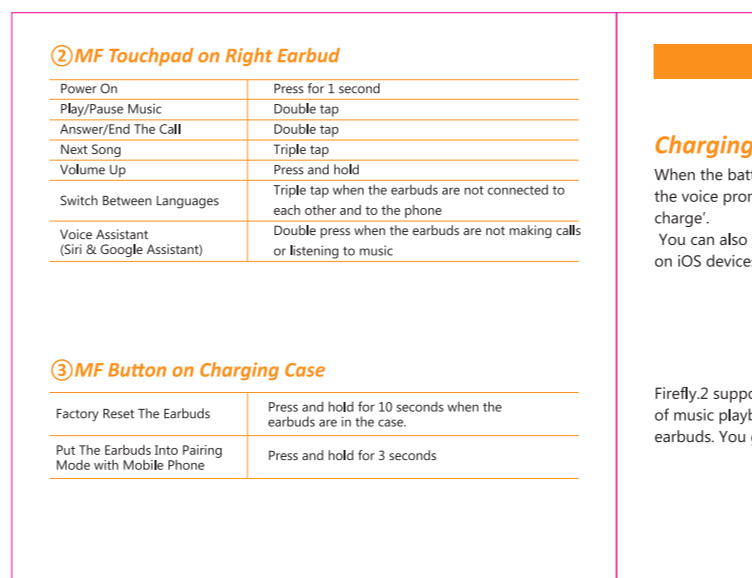 ②MF Touchpad on Right Earbud
Power On Press for 1 second
Play/Pause Music Double tap
Answer/End The Call Double tap
Next Song Triple tap
Volume Up Press and hold
Switch Between Languages Triple tap when the earbuds are not connected to
each other and to the phone
Voice Assistant Double press when the earbuds are not making calls
(Siri & Google Assistant) or listening to music
③MF Button on Charging Case
Factory Reset The Earbuds Press and hold for 10 seconds when the
earbuds are in the case.
Put The Earbuds Into Pairing
Mode with Mobile Phone Press and hold for 3 seconds
Charging
When the
the voice
charge’.
You can also
on iOS
Firefly.2
of music
earbuds. You